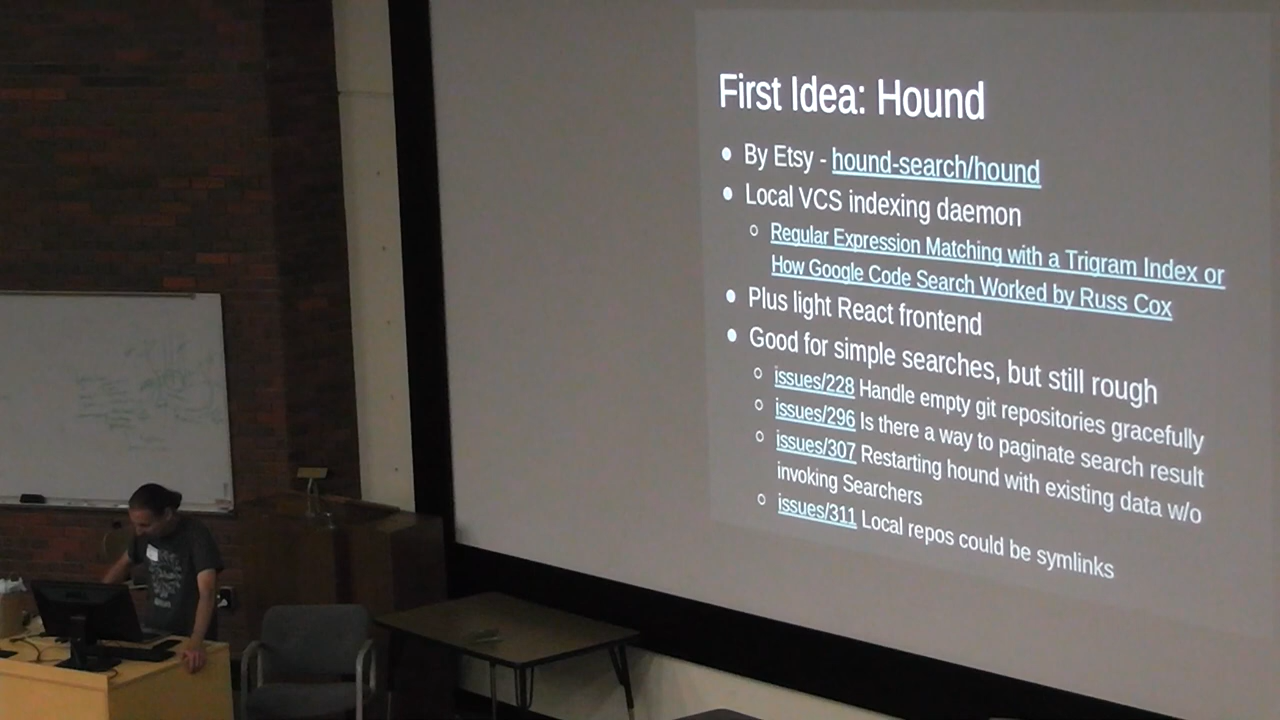 First Idea: Hound
● By Etsy - hound-search/hound
● Local VCS indexing daemon
○ Regular Expression Matching with a Trigram Index or
How Google Code Search Worked by Russ Cox
● Plus light React frontend
● Good for simple searches, but still rough
○ issues/228 Handle empty git repositories gracefully
○ issues/296 Is there a way to paginate search result
○ issues/307 Restarting hound with existing data w/o
invoking Searchers
○ issues/311 Local repos could be symlinks